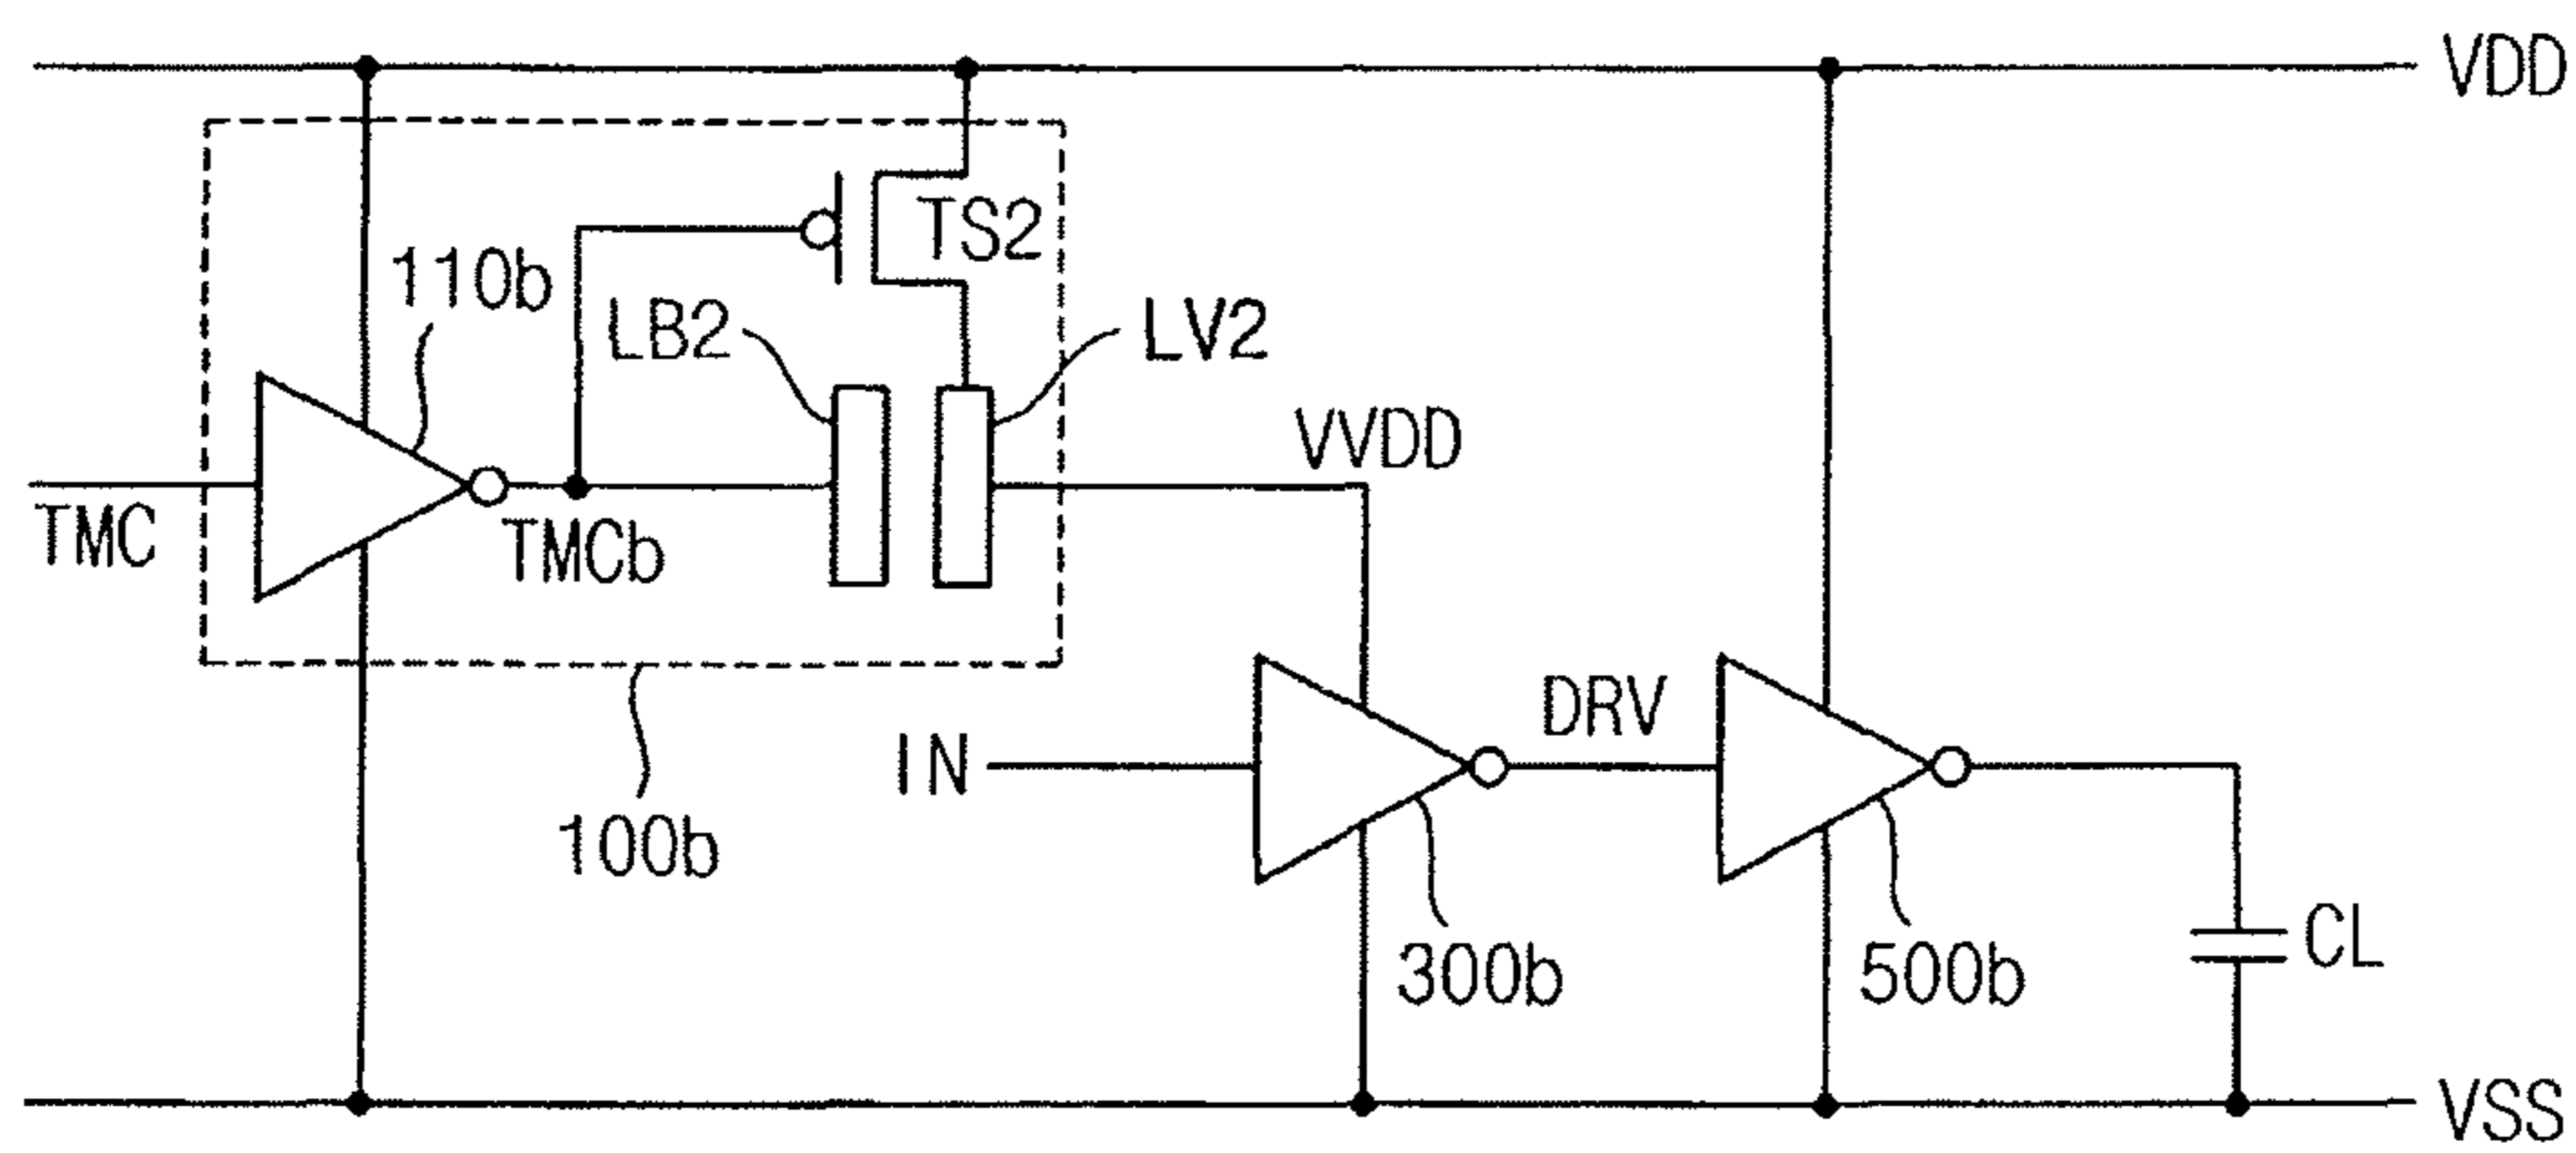 VDD
TS2
110b
LB2
LV2
VVDD
TMC
TMCb
DRV
IN
100b
300b
500b
CL
VSS